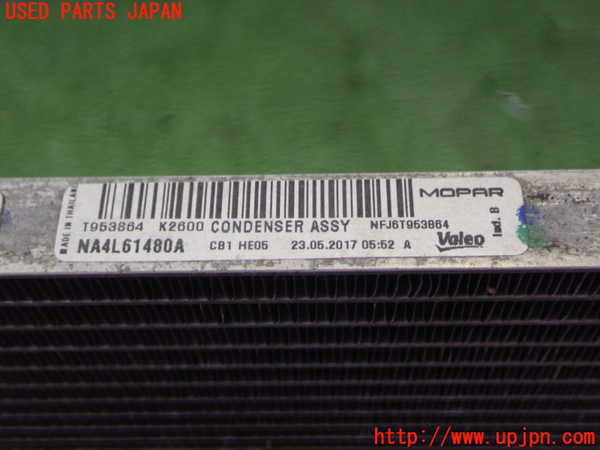 USED PARTS JAPAN
MADE IN THAILAND
T953864 K2600 CONDENSER ASSY NFJ6T953864
MOPAR
NA4L61480A CB1 HE05 23.05.2017 05:52 A
Valeo
Ind. B
http://www.upjpn.com/